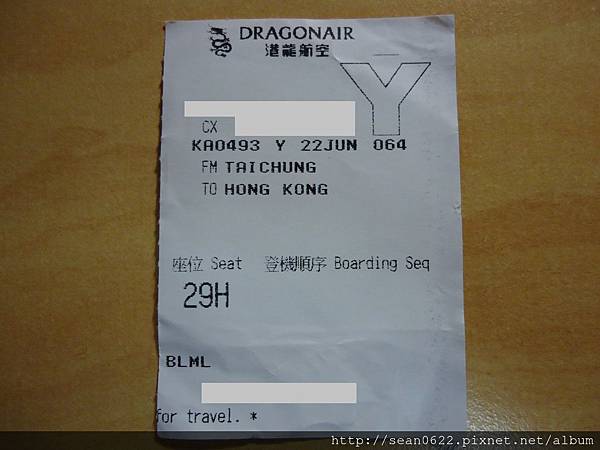 DRAGONAIR
港龍航空
Y
CX
KA0493 Y 22JUN 064
FM TAICHUNG
TO HONG KONG
座位 Seat 登機順序 Boarding Seq
29H
BLML
for travel. *
http://sean0622.pixnet.net/album